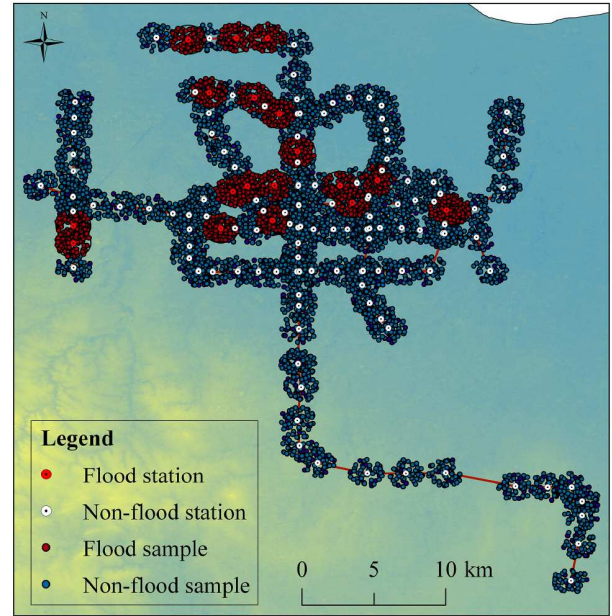 N
Legend
Flood station
Non-flood station
Flood sample
Non-flood sample
0 5 10 km